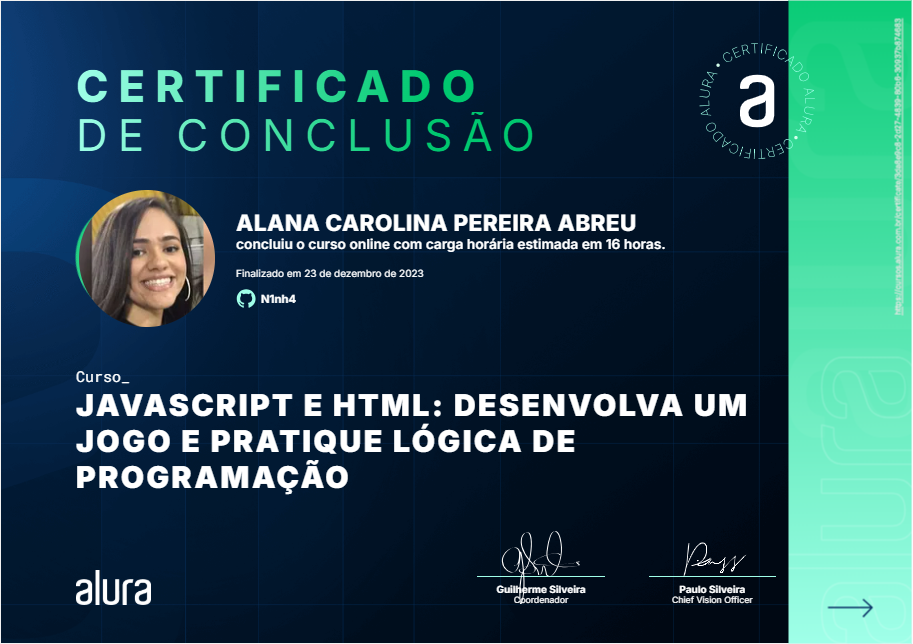 CERTIFICADO
DE CONCLUSÃO
CERTIFICADO ALURA • CERTIFICADO ALURA •
a
ALANA CAROLINA PEREIRA ABREU
concluiu o curso online com carga horária estimada em 16 horas.
Finalizado em 23 de dezembro de 2023
N1nh4
Curso_
JAVASCRIPT E HTML: DESENVOLVA UM
JOGO E PRATIQUE LÓGICA DE
PROGRAMAÇÃO
alura
Guilherme Silveira
Coordenador
Paulo Silveira
Chief Vision Officer
alura